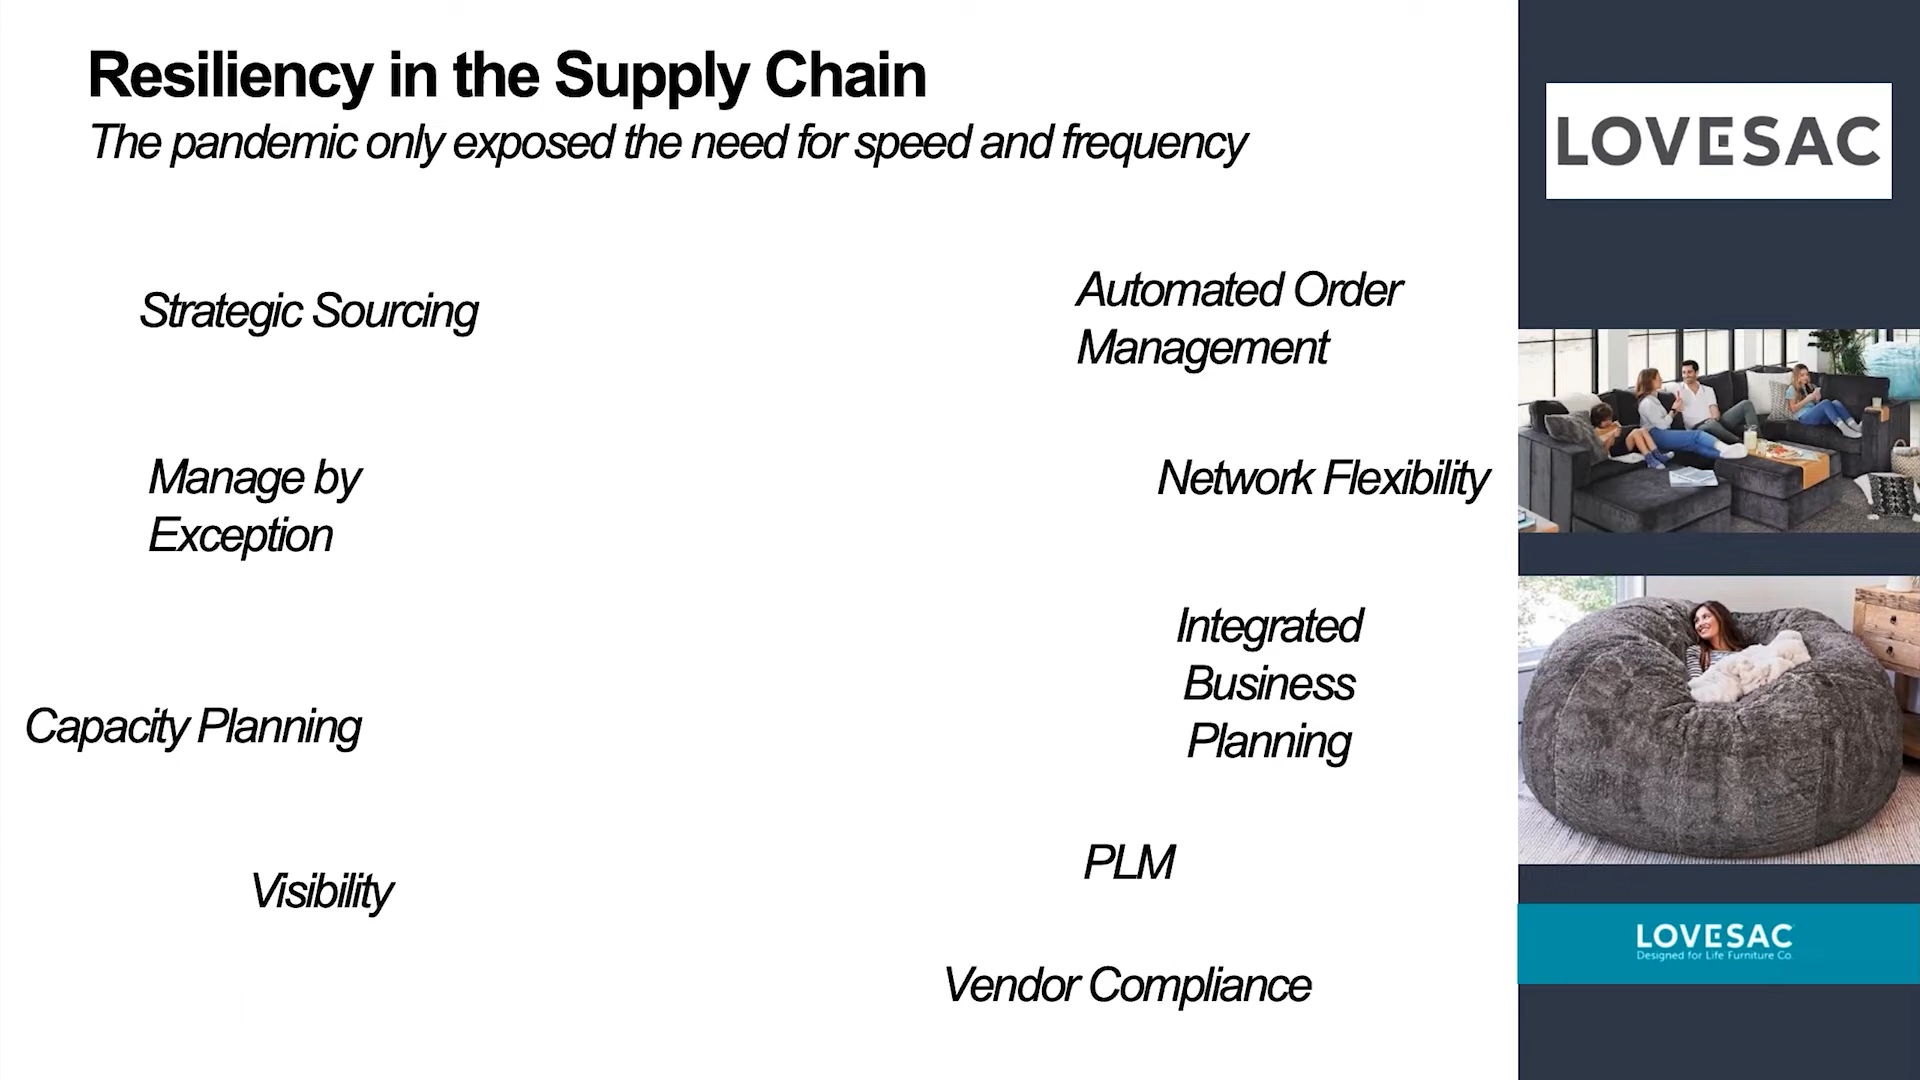 Resiliency in the Supply Chain
The pandemic only exposed the need for speed and frequency
Strategic Sourcing
Manage by
Exception
Capacity Planning
Visibility
Automated Order
Management
Network Flexibility
Integrated
Business
Planning
PLM
Vendor Compliance
LOVESAC
LOVESAC
Designed for Life Furniture Co.